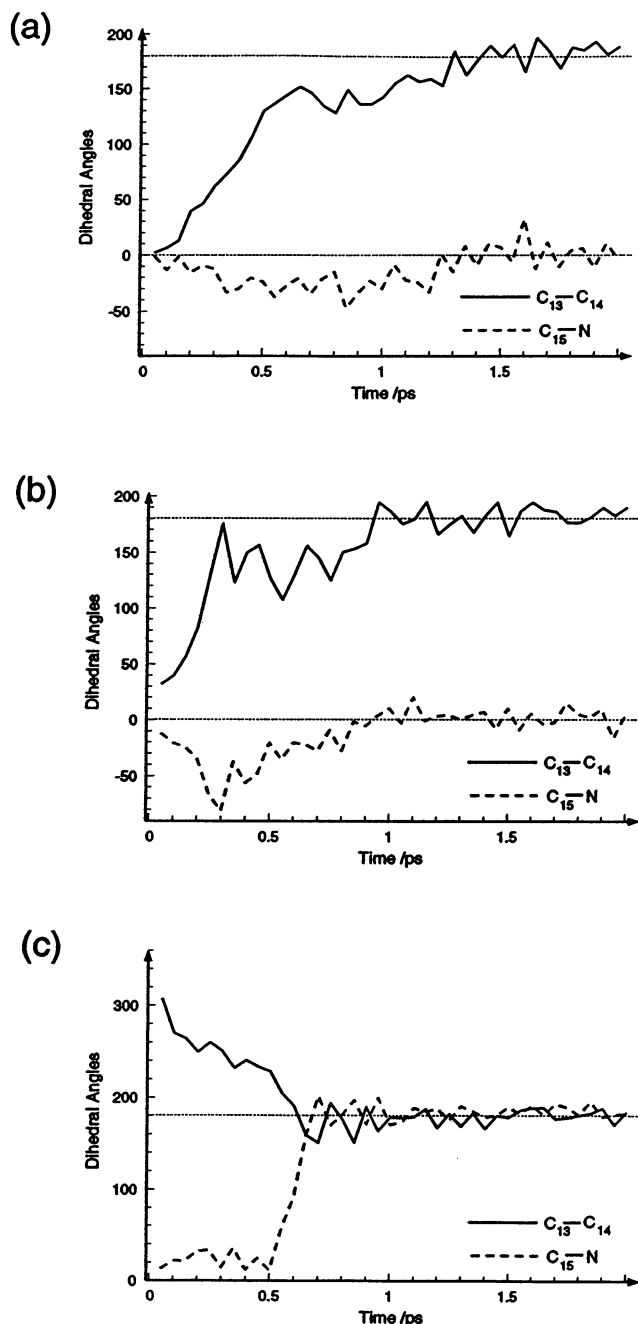 (a)
200
150
100
50
0
-50
Dihedral Angles
C13—C14
C15—N
0 0.5 1 1.5
Time /ps
(b)
200
150
100
50
0
-50
Dihedral Angles
C13—C14
C15—N
0 0.5 1 1.5
Time /ps
(c)
300
200
100
0
Dihedral Angles
C13—C14
C15—N
0 0.5 1 1.5
Time /ps